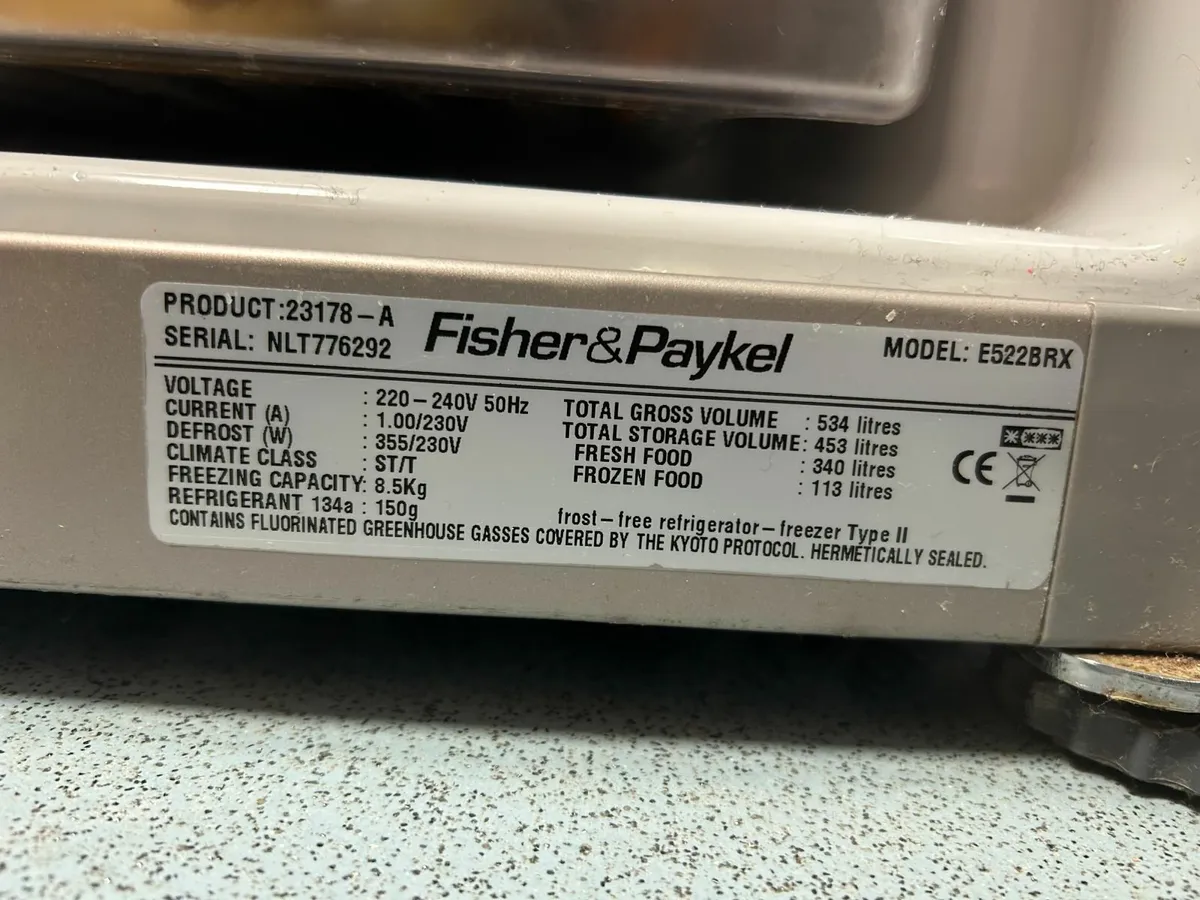 PRODUCT:23178-A
SERIAL: NLT776292
Fisher&Paykel
MODEL: E522BRX
VOLTAGE : 220-240V 50Hz
CURRENT (A) : 1.00/230V
DEFROST (W) : 355/230V
CLIMATE CLASS : ST/T
FREEZING CAPACITY: 8.5Kg
REFRIGERANT 134a : 150g
TOTAL GROSS VOLUME : 534 litres
TOTAL STORAGE VOLUME: 453 litres
FRESH FOOD : 340 litres
FROZEN FOOD : 113 litres
CE
frost-free refrigerator-freezer Type II
CONTAINS FLUORINATED GREENHOUSE GASSES COVERED BY THE KYOTO PROTOCOL. HERMETICALLY SEALED.